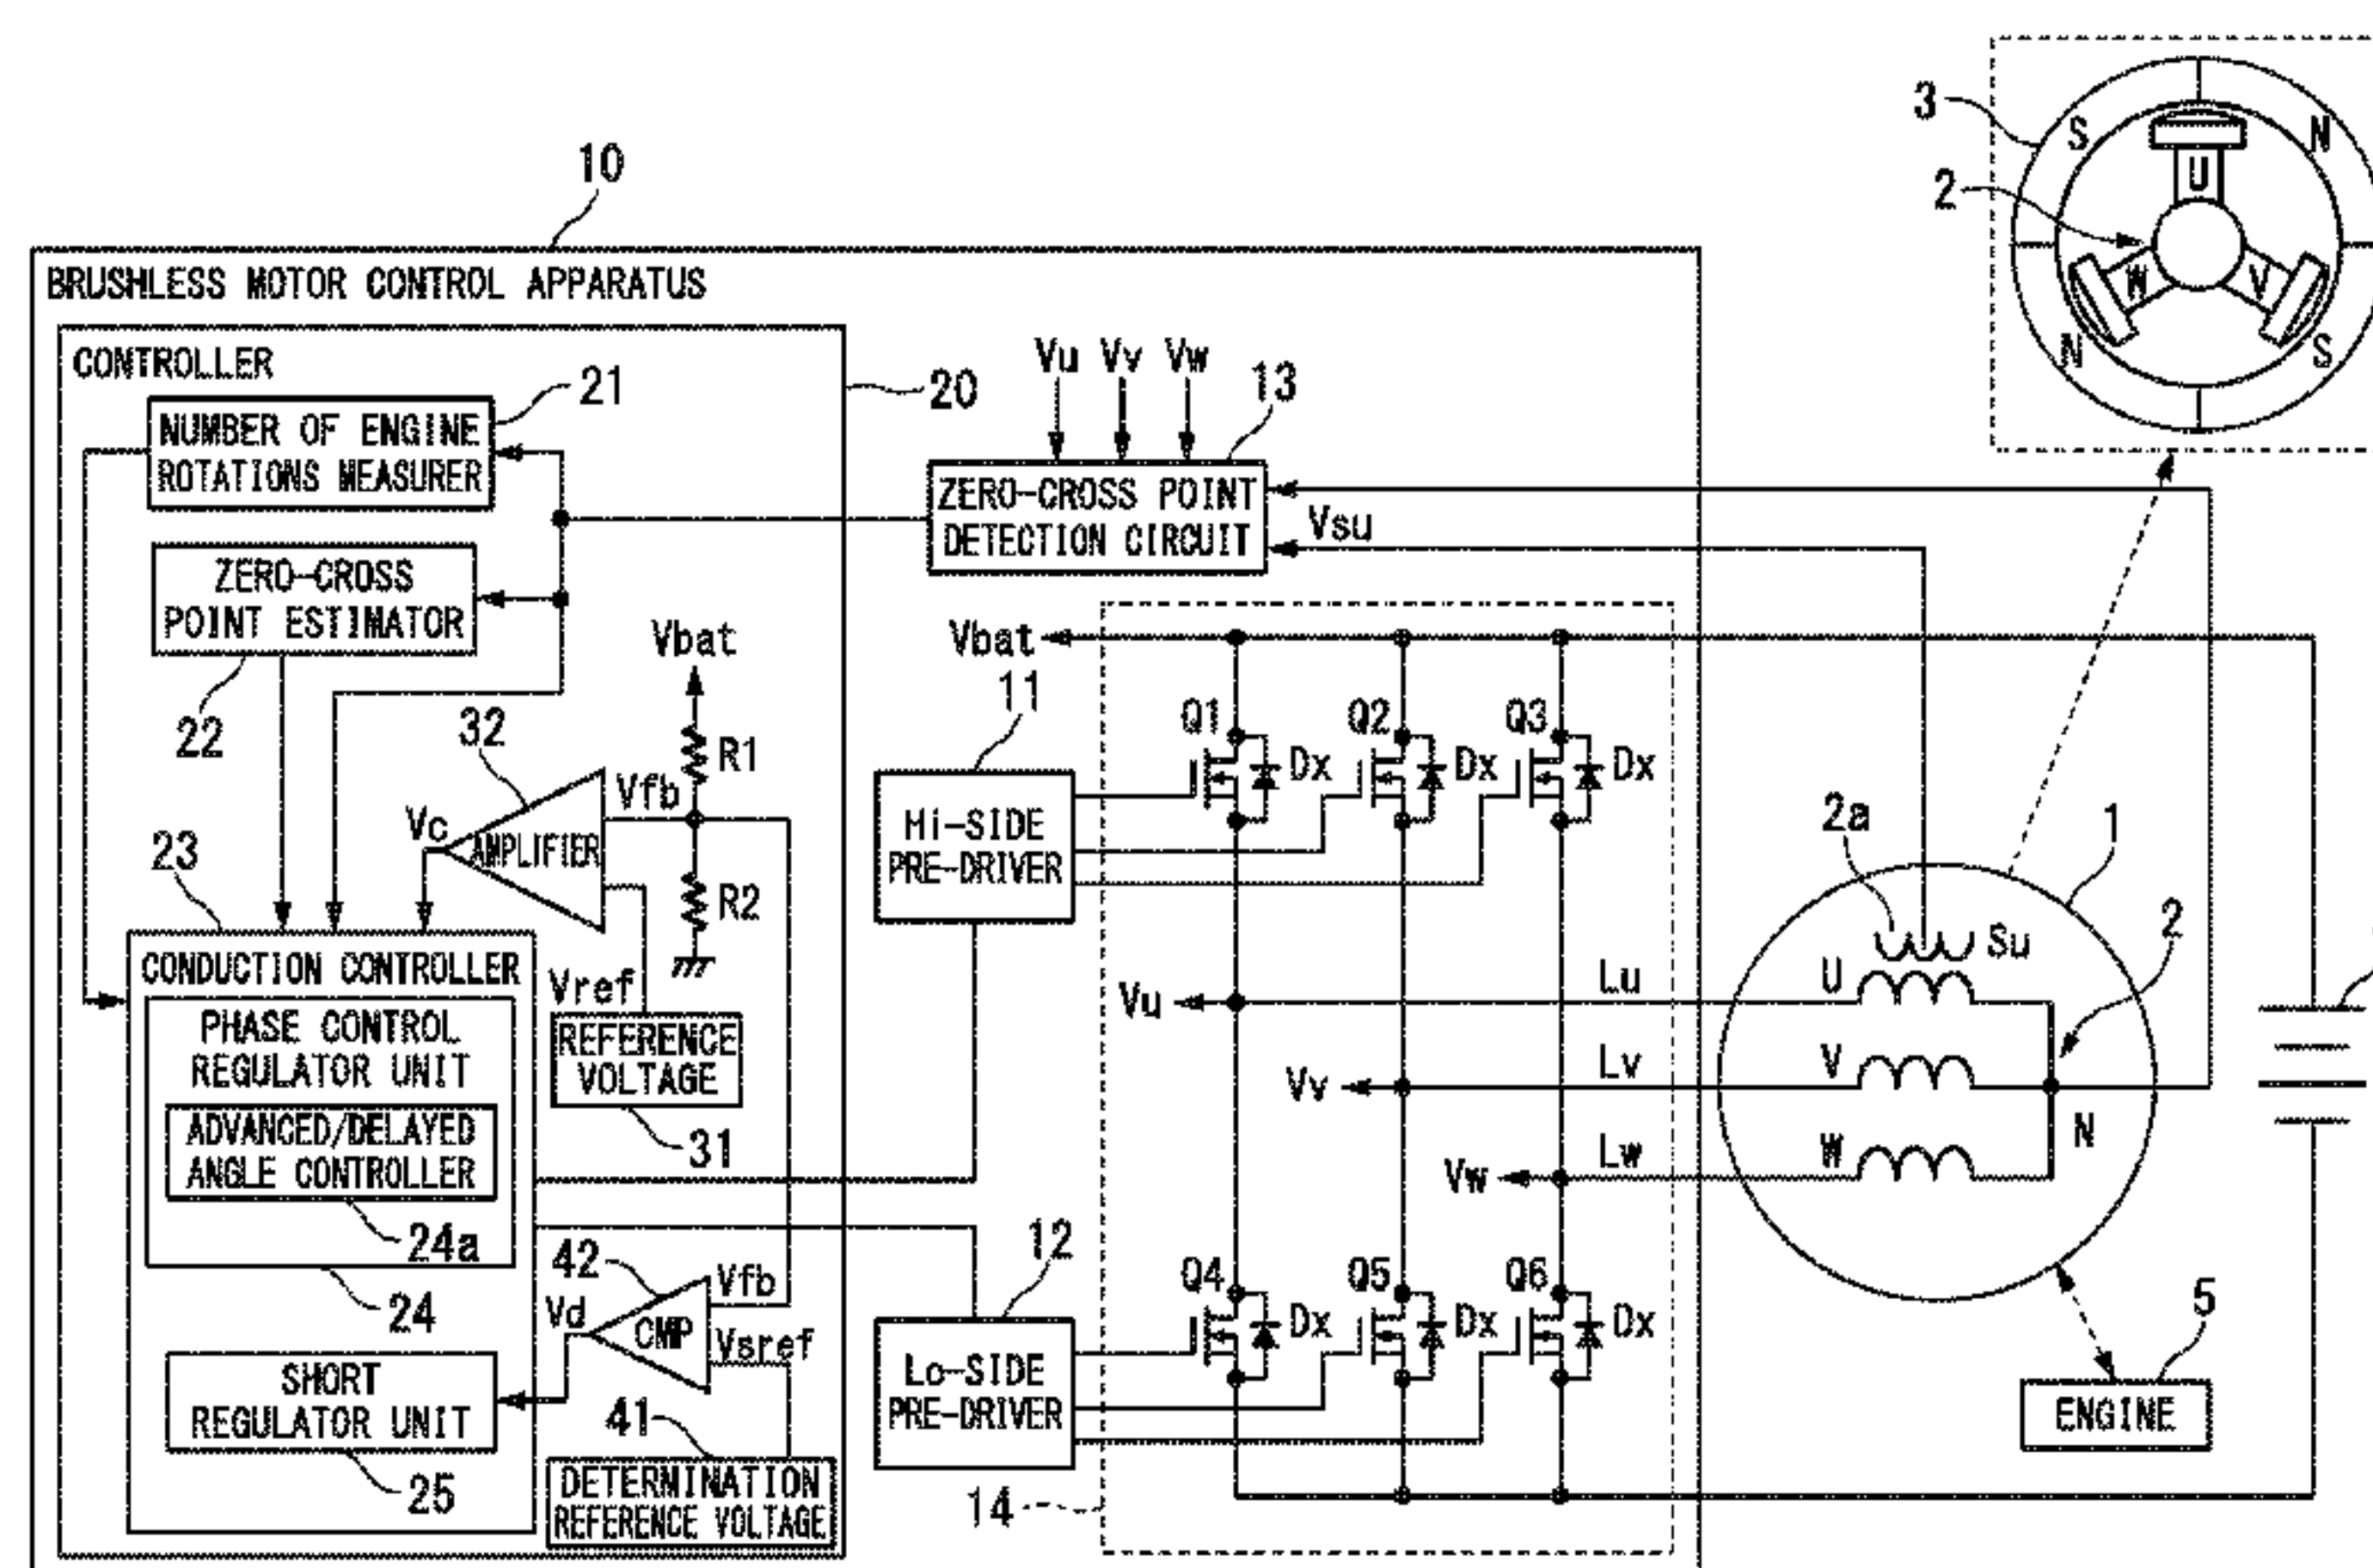 10
BRUSHLESS MOTOR CONTROL APPARATUS
CONTROLLER
20
21
NUMBER OF ENGINE
ROTATIONS MEASURER
ZERO-CROSS
POINT ESTIMATOR
22
Vu Vv Vw
13
ZERO-CROSS POINT
DETECTION CIRCUIT
Vsu
3
2
S
N
U
W
V
N
S
Vbat
R1
Vfb
R2
32
Vc
AMPLIFIER
Vref
REFERENCE
VOLTAGE
31
23
CONDUCTION CONTROLLER
PHASE CONTROL
REGULATOR UNIT
ADVANCED/DELAYED
ANGLE CONTROLLER
24a
24
SHORT
REGULATOR UNIT
25
42
Vd
CMP
Vfb
Vsref
41
DETERMINATION
REFERENCE VOLTAGE
Vbat
11
Hi-SIDE
PRE-DRIVER
Q1
Dx
Q2
Dx
Q3
Dx
Vu
Lu
Vv
Lv
Vw
Lw
12
Lo-SIDE
PRE-DRIVER
Q4
Dx
Q5
Dx
Q6
Dx
14
2a
1
Su
2
U
V
W
N
5
ENGINE